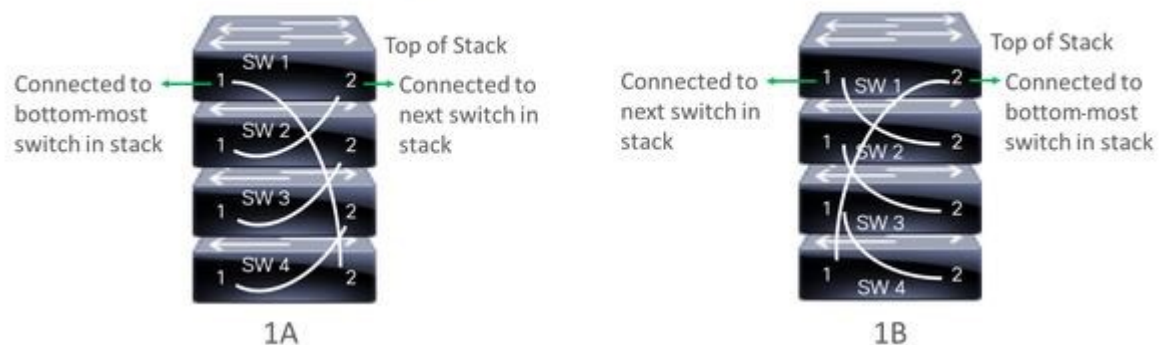 Top of Stack
SW 1
1
2
Connected to
bottom-most
switch in stack
Connected to
next switch in
stack
SW 2
1
2
SW 3
1
2
SW 4
1
2
1A
Top of Stack
1
2
SW 1
Connected to
next switch in
stack
Connected to
bottom-most
switch in stack
1
2
SW 2
1
2
SW 3
1
2
SW 4
1B